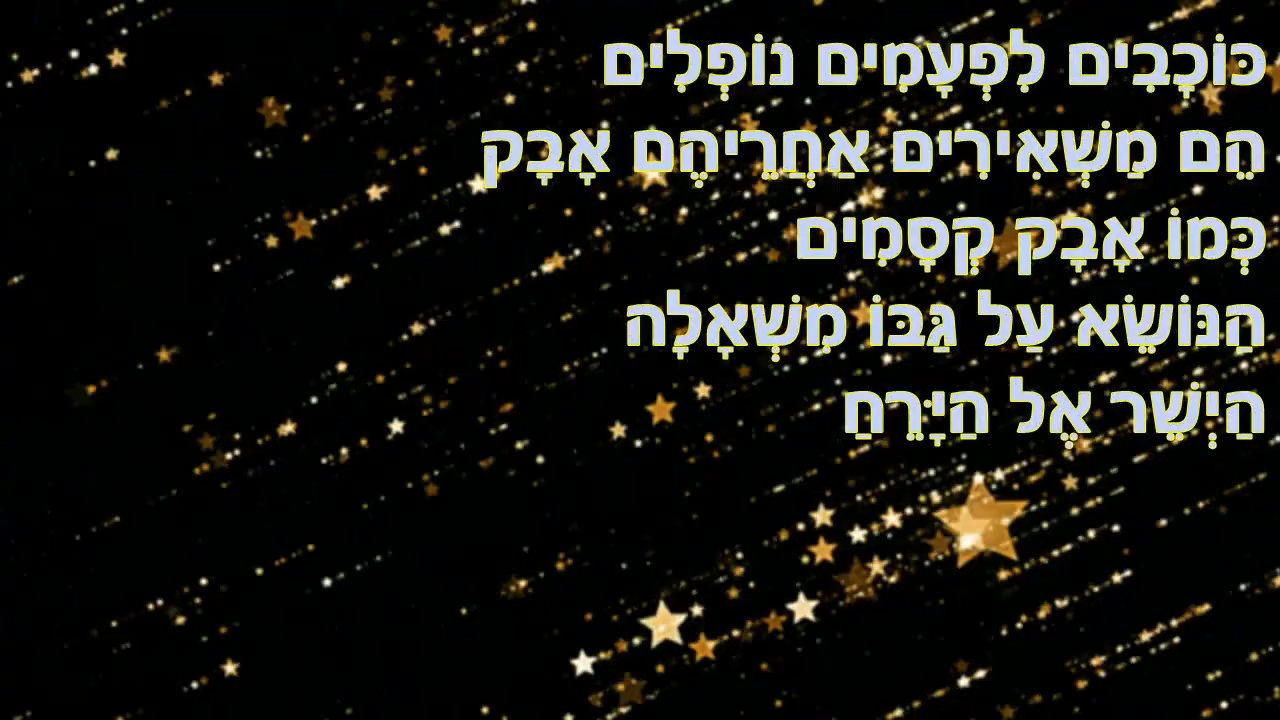 כּוֹכָבִים לִפְעָמִים נוֹפְלִים
הֵם מַשְׁאִירִים אַחֲרֵיהֶם אָבָק
כְּמוֹ אָבָק קְסָמִים
הַנּוֹשֵׂא עַל גַּבּוֹ מִשְׁאָלָה
הַיְשֵׁר אֶל הַיָּרֵחַ